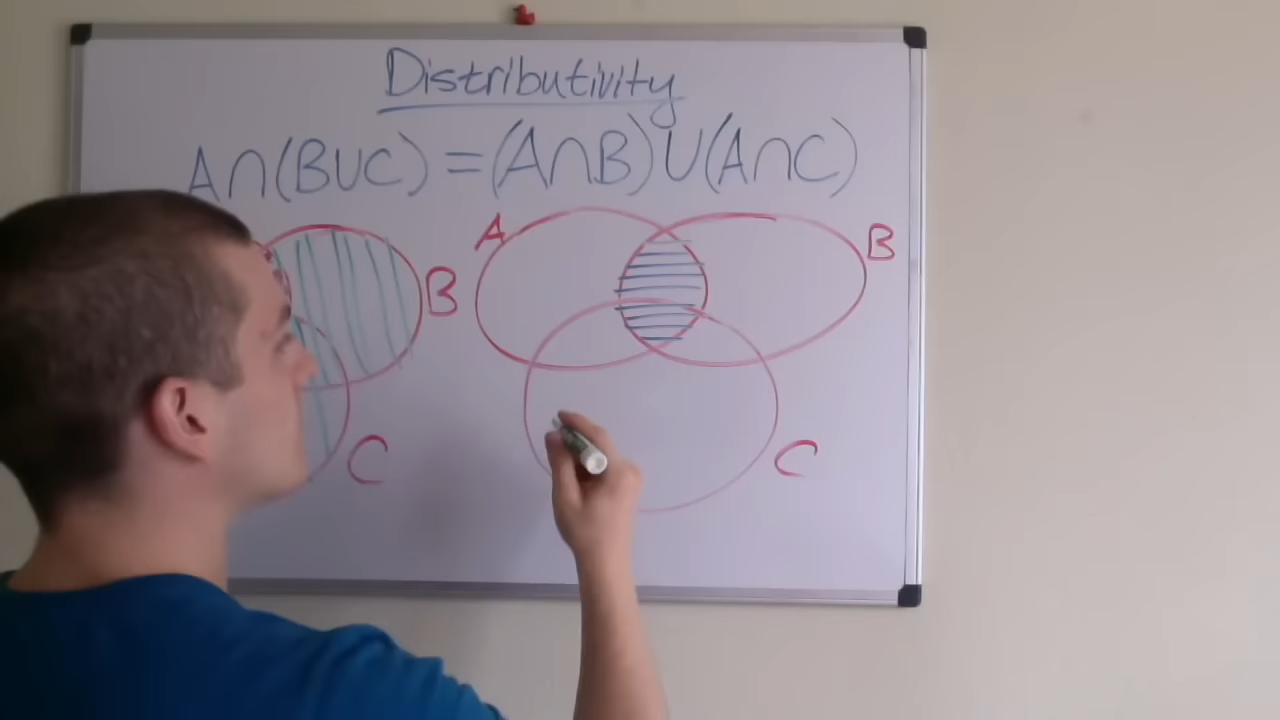 Distributivity
A∩(B∪C) = (A∩B)∪(A∩C)
A B
B
C C